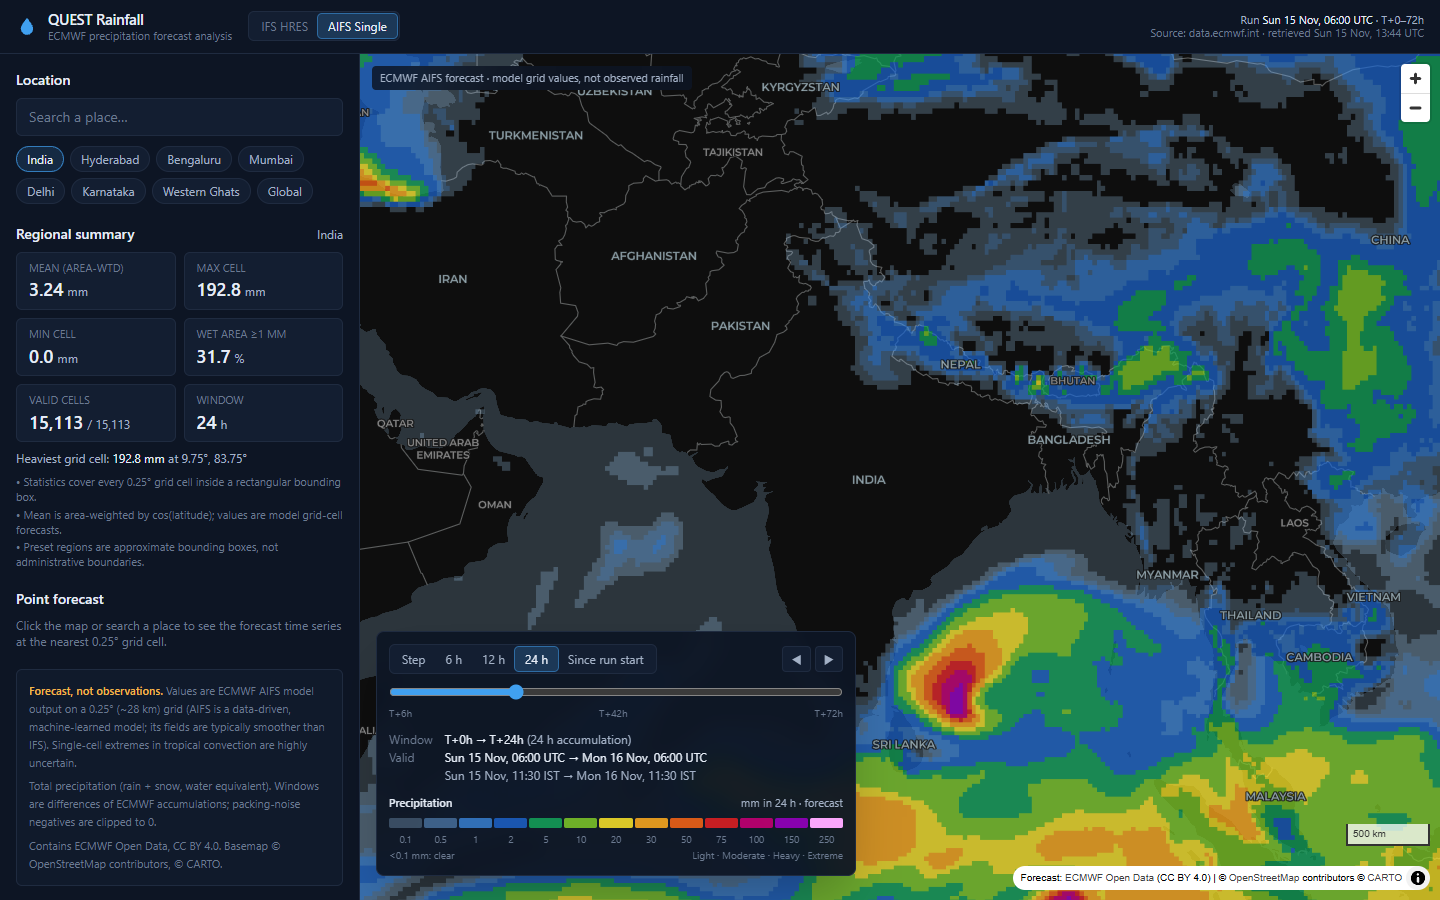 QUEST Rainfall
ECMWF precipitation forecast analysis
IFS HRES
AIFS Single
Run Sun 15 Nov, 06:00 UTC · T+0–72h
Source: data.ecmwf.int · retrieved Sun 15 Nov, 13:44 UTC
Location
Search a place...
India
Hyderabad
Bengaluru
Mumbai
Delhi
Karnataka
Western Ghats
Global
Regional summary
India
MEAN (AREA-WTD)
3.24 mm
MAX CELL
192.8 mm
MIN CELL
0.0 mm
WET AREA ≥1 MM
31.7 %
VALID CELLS
15,113 / 15,113
WINDOW
24 h
Heaviest grid cell: 192.8 mm at 9.75°, 83.75°
• Statistics cover every 0.25° grid cell inside a rectangular bounding
box.
• Mean is area-weighted by cos(latitude); values are model grid-cell
forecasts.
• Preset regions are approximate bounding boxes, not
administrative boundaries.
Point forecast
Click the map or search a place to see the forecast time series
at the nearest 0.25° grid cell.
Forecast, not observations. Values are ECMWF AIFS model
output on a 0.25° (~28 km) grid (AIFS is a data-driven,
machine-learned model; its fields are typically smoother than
IFS). Single-cell extremes in tropical convection are highly
uncertain.
Total precipitation (rain + snow, water equivalent). Windows
are differences of ECMWF accumulations; packing-noise
negatives are clipped to 0.
Contains ECMWF Open Data, CC BY 4.0. Basemap ©
OpenStreetMap contributors, © CARTO.
ECMWF AIFS forecast · model grid values, not observed rainfall
UZBEKISTAN
KYRGYZSTAN
TURKMENISTAN
TAJIKISTAN
CHINA
AFGHANISTAN
IRAN
PAKISTAN
NEPAL
BHUTAN
QATAR
UNITED ARAB
EMIRATES
BANGLADESH
INDIA
OMAN
LAOS
MYANMAR
VIETNAM
THAILAND
CAMBODIA
SRI LANKA
MALAYSIA
+
−
Step
6 h
12 h
24 h
Since run start
◀
▶
T+6h
T+42h
T+72h
Window T+0h → T+24h (24 h accumulation)
Valid Sun 15 Nov, 06:00 UTC → Mon 16 Nov, 06:00 UTC
Sun 15 Nov, 11:30 IST → Mon 16 Nov, 11:30 IST
Precipitation
mm in 24 h · forecast
0.1 0.5 1 2 5 10 20 30 50 75 100 150 250
<0.1 mm: clear
Light · Moderate · Heavy · Extreme
500 km
Forecast: ECMWF Open Data (CC BY 4.0) | © OpenStreetMap contributors © CARTO